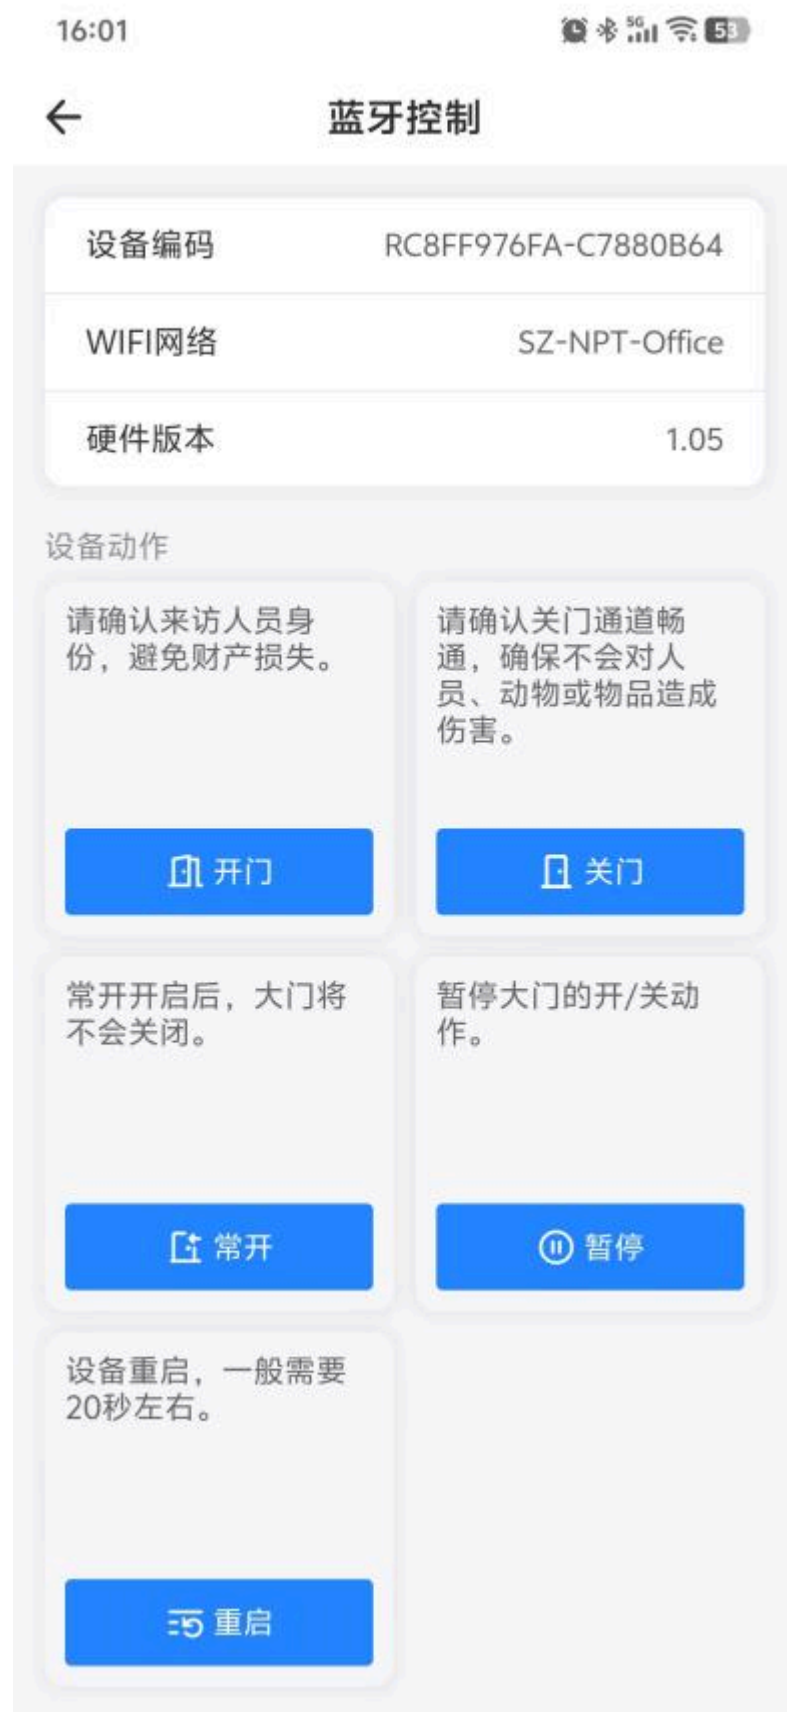 16:01
5G
53
蓝牙控制
设备编码 RC8FF976FA-C7880B64
WIFI网络 SZ-NPT-Office
硬件版本 1.05
设备动作
请确认来访人员身
份，避免财产损失。
开门
请确认关门通道畅
通，确保不会对人
员、动物或物品造成
伤害。
关门
常开开启后，大门将
不会关闭。
常开
暂停大门的开/关动
作。
暂停
设备重启，一般需要
20秒左右。
重启